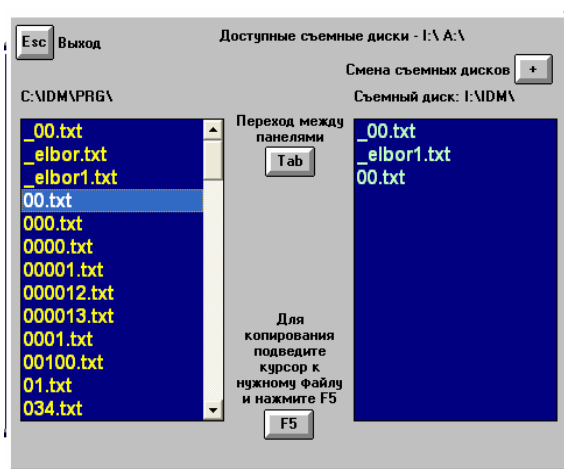 Esc Выход
Доступные съемные диски - I:\ A:\
Смена съемных дисков +
C:\IDM\PRG\
Съемный диск: I:\IDM\
_00.txt
_elbor.txt
_elbor1.txt
00.txt
000.txt
0000.txt
00001.txt
000012.txt
000013.txt
0001.txt
00100.txt
01.txt
034.txt
Переход между
панелями
Tab
Для
копирования
подведите
курсор к
нужному файлу
и нажмите F5
F5
_00.txt
_elbor1.txt
00.txt